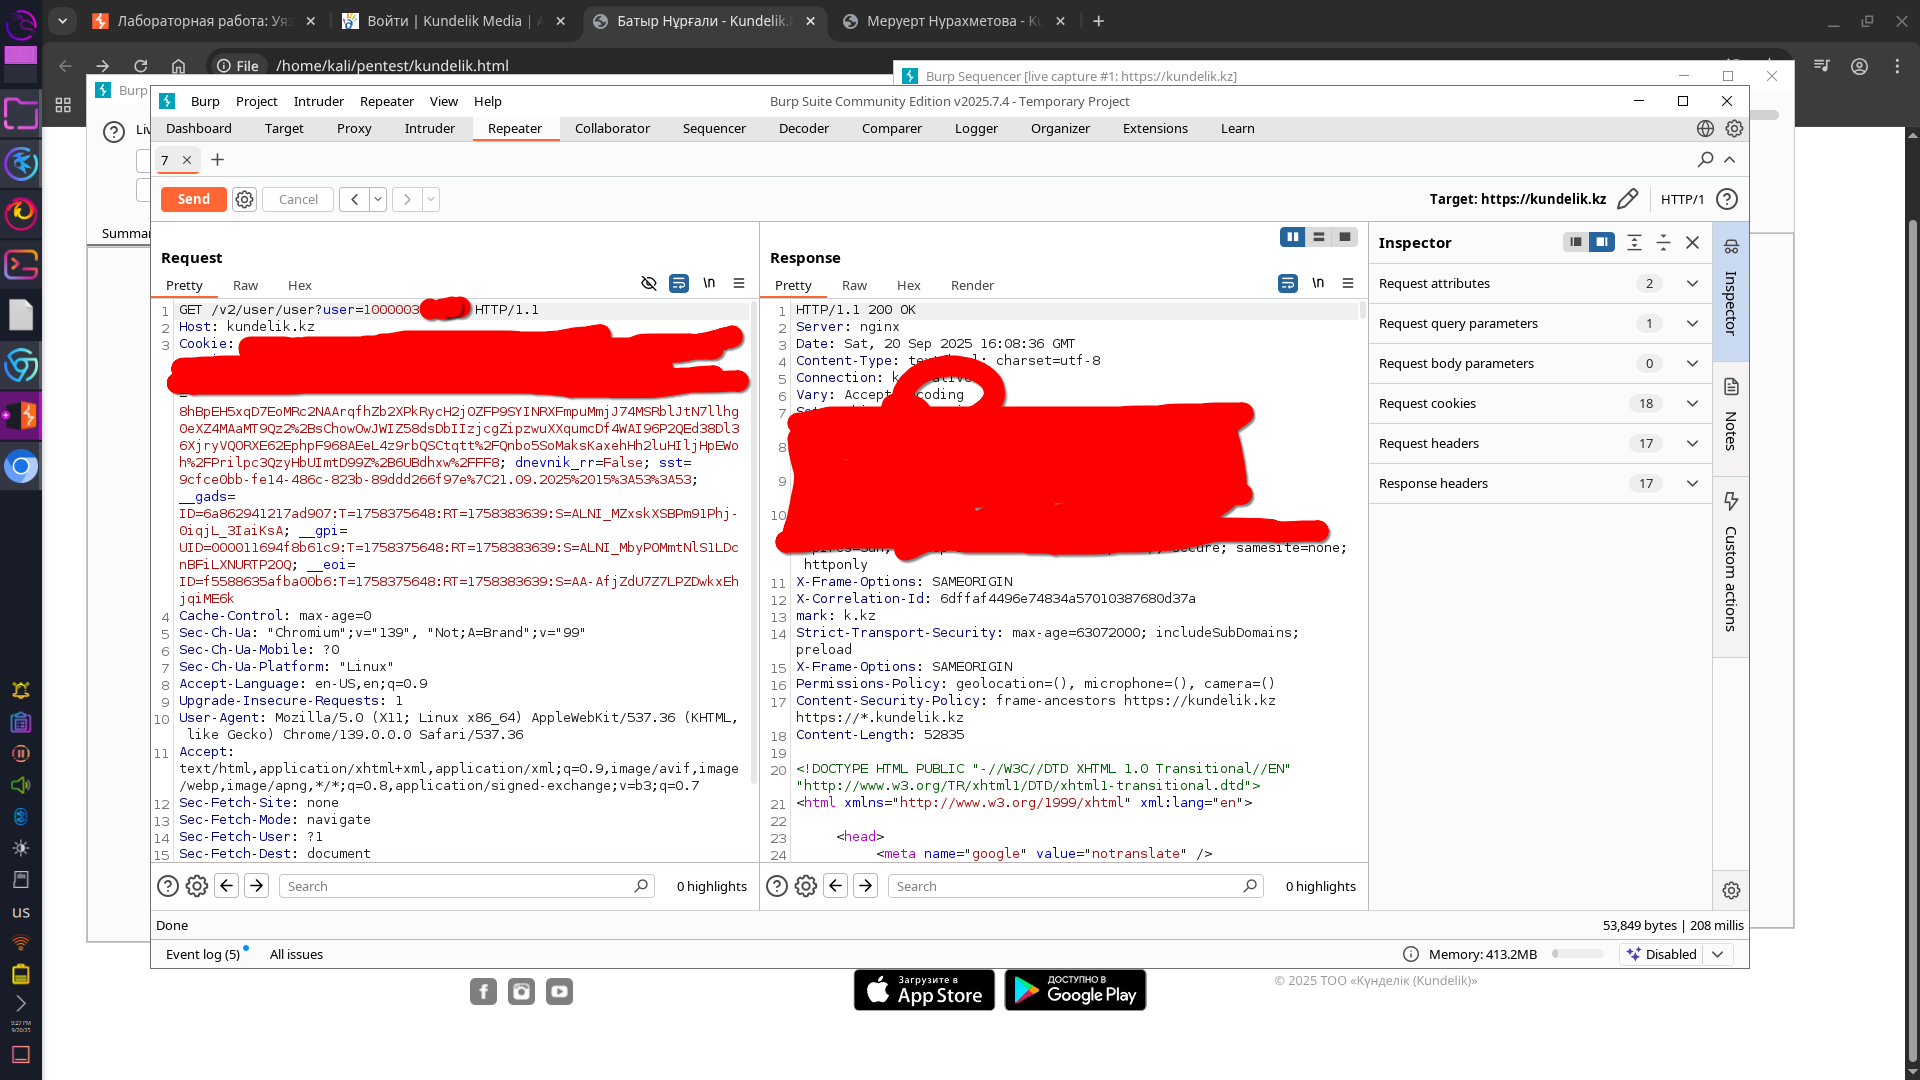 Лабораторная работа: Уяз
Войти | Kundelik Media | A
Батыр Нұрғали - Kundelik.
Меруерт Нурахметова - Ku
File
/home/kali/pentest/kundelik.html
Burp
Burp Sequencer [live capture #1: https://kundelik.kz]
Burp Project Intruder Repeater View Help
Burp Suite Community Edition v2025.7.4 - Temporary Project
Dashboard Target Proxy Intruder Repeater Collaborator Sequencer Decoder Comparer Logger Organizer Extensions Learn
7
Send
Cancel
Target: https://kundelik.kz
HTTP/1
Summar
Request
Pretty Raw Hex
\n
1 GET /v2/user/user?user=1000003 HTTP/1.1
2 Host: kundelik.kz
3 Cookie:
=
8hBpEH5xqD7EoMRc2NAArqfhZb2XPkRycH2jOZFP9SYINRXFmpuMmjJ74MSRblJtN7llhg
0eXZ4MAaMT9Qz2%2BsChowOwJWIZ58dsDbIIzjcgZipzwuXXqumcDf4WAI96P2QEd38Dl3
6XjryVQ0RXE62EphpF968AEeL4z9rbQSCtqtt%2FQnbo5SoMaksKaxehHh2luHIljHpEWo
h%2FPrilpc3QzyHbUImtD99Z%2B6UBdhxw%2FFF8; dnevnik_rr=False; sst=
9cfce0bb-fe14-486c-823b-89ddd266f97e%7C21.09.2025%2015%3A53%3A53;
__gads=
ID=6a862941217ad907:T=1758375648:RT=1758383639:S=ALNI_MZxskXSBPm91Phj-
0iqjL_3IaiKsA; __gpi=
UID=000011694f8b61c9:T=1758375648:RT=1758383639:S=ALNI_MbyPOMmtNlS1LDc
nBFiLXNURTP2OQ; __eoi=
ID=f5588635afba00b6:T=1758375648:RT=1758383639:S=AA-AfjZdU7Z7LPZDwkxEh
jqiME6k
4 Cache-Control: max-age=0
5 Sec-Ch-Ua: "Chromium";v="139", "Not;A=Brand";v="99"
6 Sec-Ch-Ua-Mobile: ?0
7 Sec-Ch-Ua-Platform: "Linux"
8 Accept-Language: en-US,en;q=0.9
9 Upgrade-Insecure-Requests: 1
10 User-Agent: Mozilla/5.0 (X11; Linux x86_64) AppleWebKit/537.36 (KHTML,
like Gecko) Chrome/139.0.0.0 Safari/537.36
11 Accept:
text/html,application/xhtml+xml,application/xml;q=0.9,image/avif,image
/webp,image/apng,*/*;q=0.8,application/signed-exchange;v=b3;q=0.7
12 Sec-Fetch-Site: none
13 Sec-Fetch-Mode: navigate
14 Sec-Fetch-User: ?1
15 Sec-Fetch-Dest: document
Search
0 highlights
Response
Pretty Raw Hex Render
\n
1 HTTP/1.1 200 OK
2 Server: nginx
3 Date: Sat, 20 Sep 2025 16:08:36 GMT
4 Content-Type: charset=utf-8
5 Connection:
6 Vary:
7
8
9
10
secure; samesite=none;
httponly
11 X-Frame-Options: SAMEORIGIN
12 X-Correlation-Id: 6dffaf4496e74834a57010387680d37a
13 mark: k.kz
14 Strict-Transport-Security: max-age=63072000; includeSubDomains;
preload
15 X-Frame-Options: SAMEORIGIN
16 Permissions-Policy: geolocation=(), microphone=(), camera=()
17 Content-Security-Policy: frame-ancestors https://kundelik.kz
https://*.kundelik.kz
18 Content-Length: 52835
19
20 <!DOCTYPE HTML PUBLIC "-//W3C//DTD XHTML 1.0 Transitional//EN"
"http://www.w3.org/TR/xhtml1/DTD/xhtml1-transitional.dtd">
21 <html xmlns="http://www.w3.org/1999/xhtml" xml:lang="en">
22
23 <head>
24 <meta name="google" value="notranslate" />
Search
0 highlights
Inspector
Request attributes 2
Request query parameters 1
Request body parameters 0
Request cookies 18
Request headers 17
Response headers 17
Inspector
Notes
Custom actions
Done
53,849 bytes | 208 millis
Event log (5)
All issues
Memory: 413.2MB
Disabled
us
Загрузите в
App Store
ДОСТУПНО В
Google Play
© 2025 ТОО «Күнделік (Kundelik)»